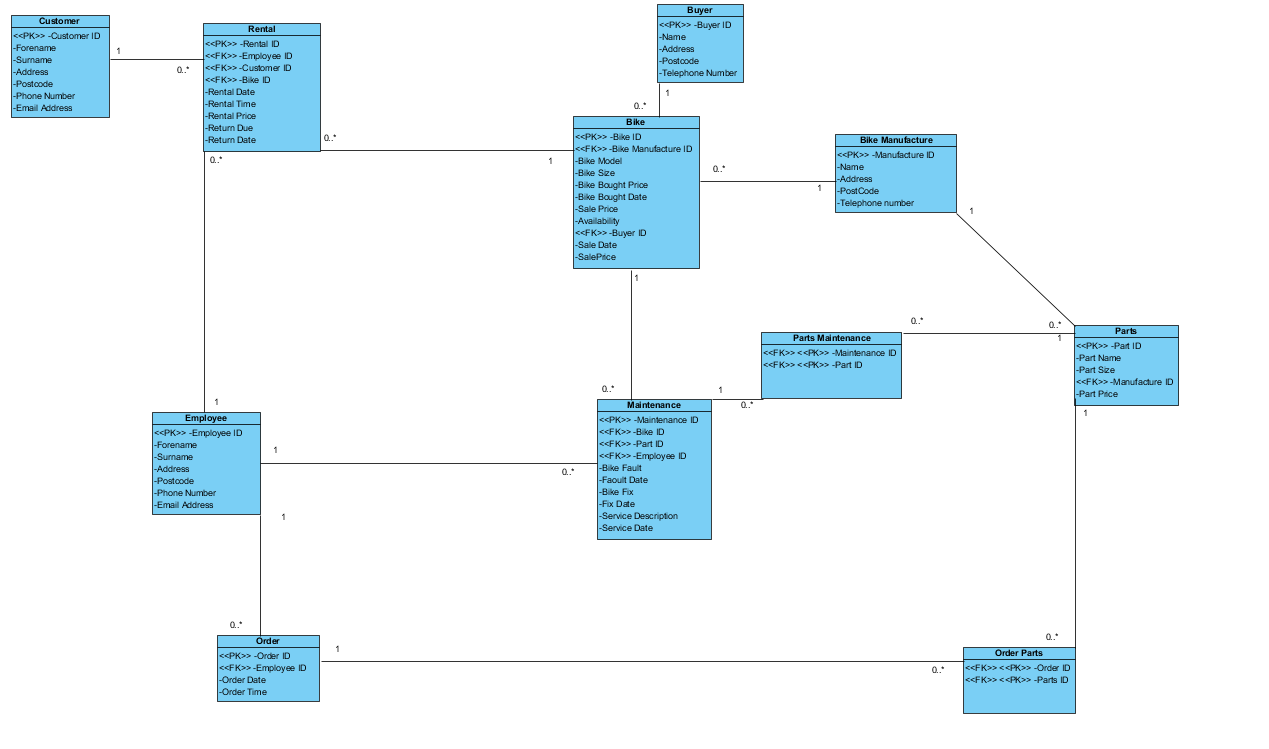 Customer
<<PK>> -Customer ID
-Forename
-Surname
-Address
-Postcode
-Phone Number
-Email Address
1
0..*
Rental
<<PK>> -Rental ID
<<FK>> -Employee ID
<<FK>> -Customer ID
<<FK>> -Bike ID
-Rental Date
-Rental Time
-Rental Price
-Return Due
-Return Date
0..*
0..*
1
Buyer
<<PK>> -Buyer ID
-Name
-Address
-Postcode
-Telephone Number
1
0..*
Bike
<<PK>> -Bike ID
<<FK>> -Bike Manufacture ID
-Bike Model
-Bike Size
-Bike Bought Price
-Bike Bought Date
-Sale Price
-Availability
<<FK>> -Buyer ID
-Sale Date
-SalePrice
0..*
1
1
Bike Manufacture
<<PK>> -Manufacture ID
-Name
-Address
-PostCode
-Telephone number
1
0..*
1
Parts
<<PK>> -Part ID
-Part Name
-Part Size
<<FK>> -Manufacture ID
-Part Price
1
0..*
Parts Maintenance
<<FK>> <<PK>> -Maintenance ID
<<FK>> <<PK>> -Part ID
1
0..*
0..*
Maintenance
<<PK>> -Maintenance ID
<<FK>> -Bike ID
<<FK>> -Part ID
<<FK>> -Employee ID
-Bike Fault
-Faoult Date
-Bike Fix
-Fix Date
-Service Description
-Service Date
1
Employee
<<PK>> -Employee ID
-Forename
-Surname
-Address
-Postcode
-Phone Number
-Email Address
1
0..*
1
0..*
Order
<<PK>> -Order ID
<<FK>> -Employee ID
-Order Date
-Order Time
1
0..*
0..*
Order Parts
<<FK>> <<PK>> -Order ID
<<FK>> <<PK>> -Parts ID